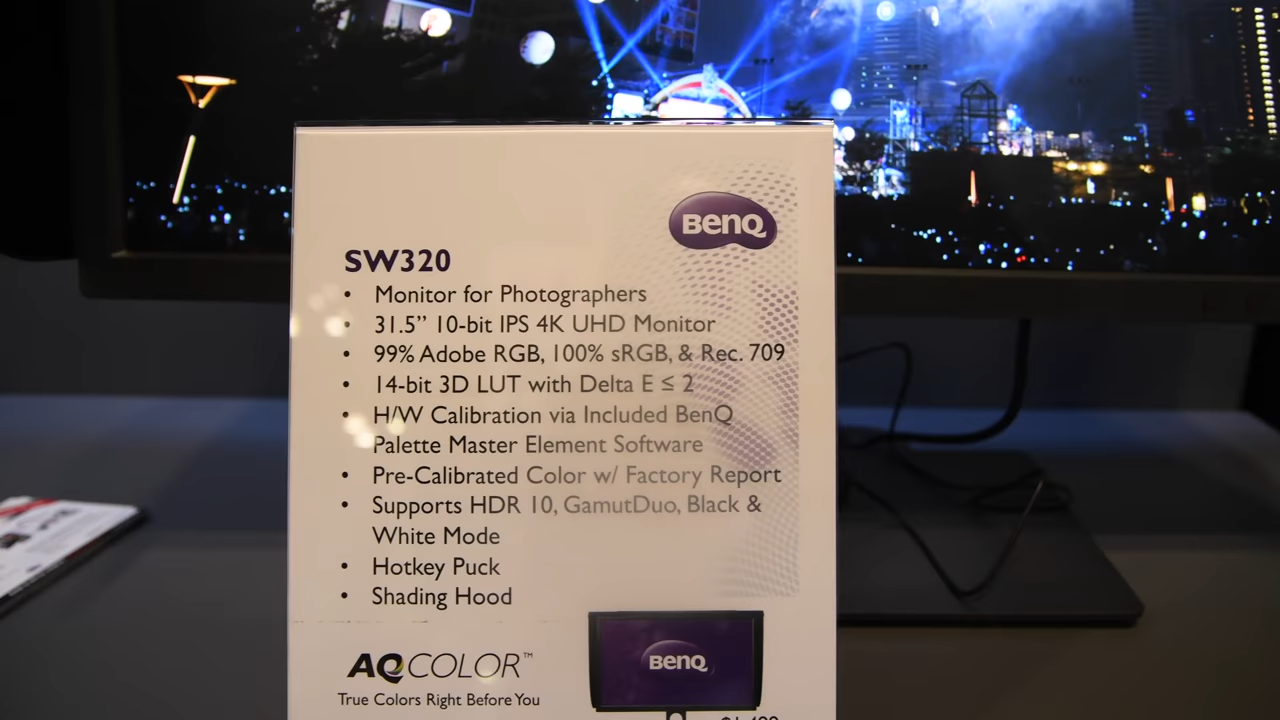 BenQ
SW320
• Monitor for Photographers
• 31.5” 10-bit IPS 4K UHD Monitor
• 99% Adobe RGB, 100% sRGB, & Rec. 709
• 14-bit 3D LUT with Delta E ≤ 2
• H/W Calibration via Included BenQ
Palette Master Element Software
• Pre-Calibrated Color w/ Factory Report
• Supports HDR 10, GamutDuo, Black &
White Mode
• Hotkey Puck
• Shading Hood
AQCOLOR™
True Colors Right Before You
BenQ